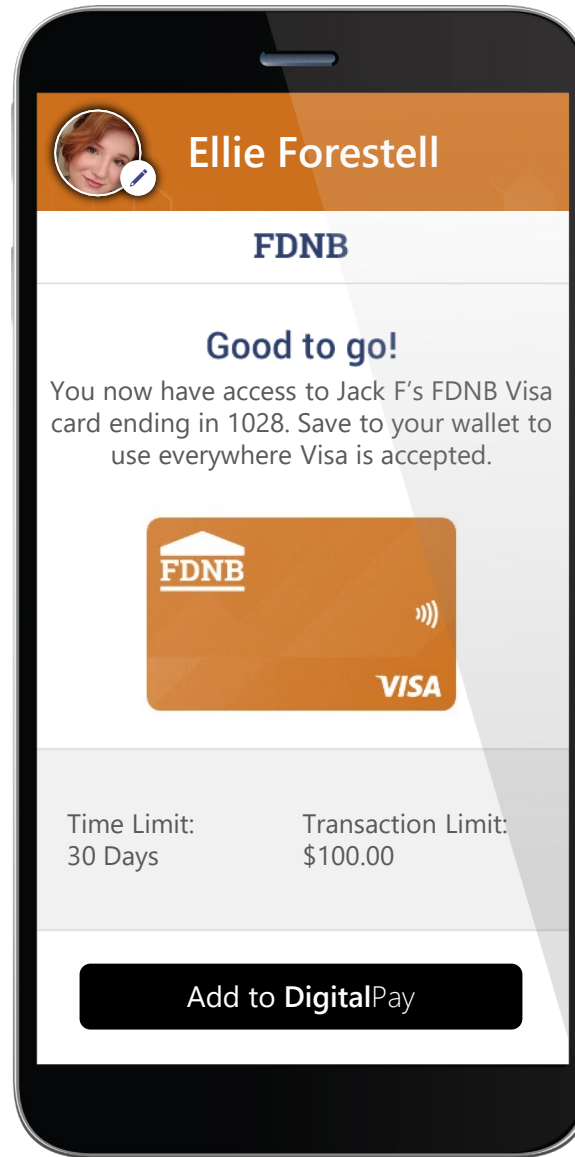 Ellie Forestell
FDNB
Good to go!
You now have access to Jack F’s FDNB Visa
card ending in 1028. Save to your wallet to
use everywhere Visa is accepted.
FDNB
VISA
Time Limit:
30 Days
Transaction Limit:
$100.00
Add to DigitalPay